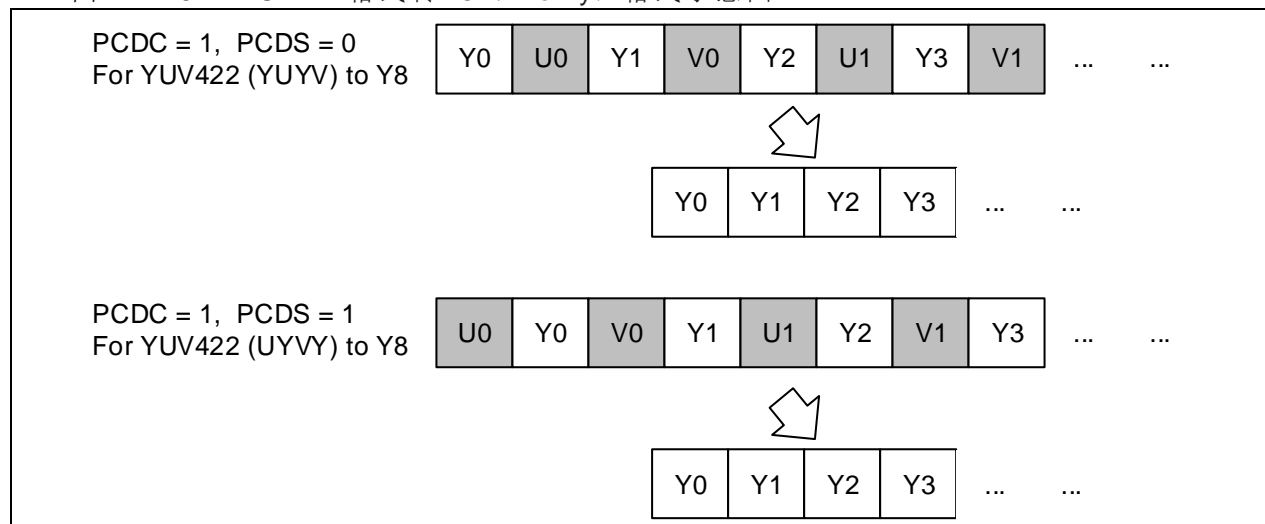 PCDC = 1, PCDS = 0
For YUV422 (YUYV) to Y8
Y0 U0 Y1 V0 Y2 U1 Y3 V1 ... ...
Y0 Y1 Y2 Y3 ... ...
PCDC = 1, PCDS = 1
For YUV422 (UYVY) to Y8
U0 Y0 V0 Y1 U1 Y2 V1 Y3 ... ...
Y0 Y1 Y2 Y3 ... ...